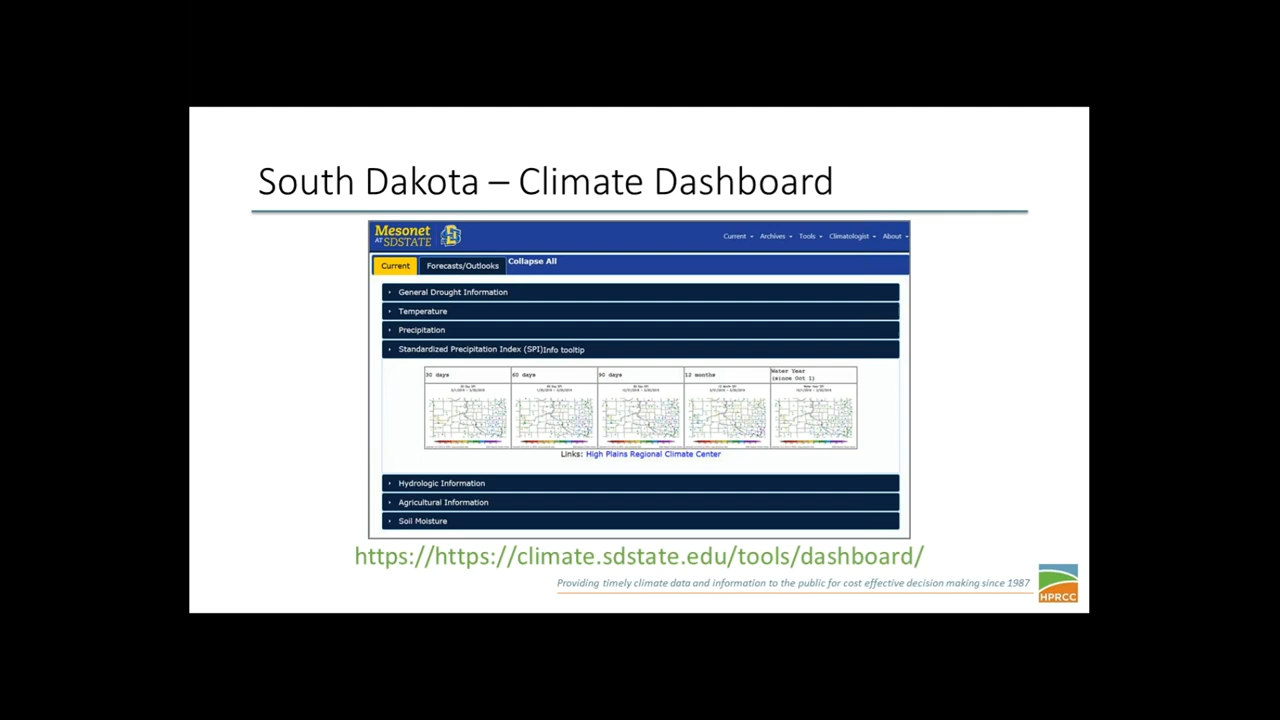 South Dakota – Climate Dashboard
Mesonet
AT SDSTATE
Current Archives Tools Climatologist About
Current Forecasts/Outlooks Collapse All
General Drought Information
Temperature
Precipitation
Standardized Precipitation Index (SPI)Info tooltip
30 days 60 days 90 days 12 months Water Year
(since Oct 1)
Links: High Plains Regional Climate Center
Hydrologic Information
Agricultural Information
Soil Moisture
https://https://climate.sdstate.edu/tools/dashboard/
Providing timely climate data and information to the public for cost effective decision making since 1987
HPRCC